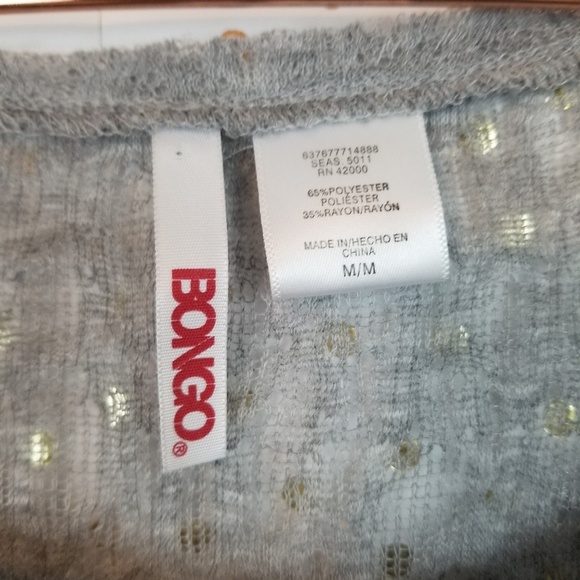 BONGO®
637677714888
SEAS. 5011
RN 42000
65%POLYESTER
POLIÉSTER
35%RAYON/RAYÓN
MADE IN/HECHO EN
CHINA
M/M